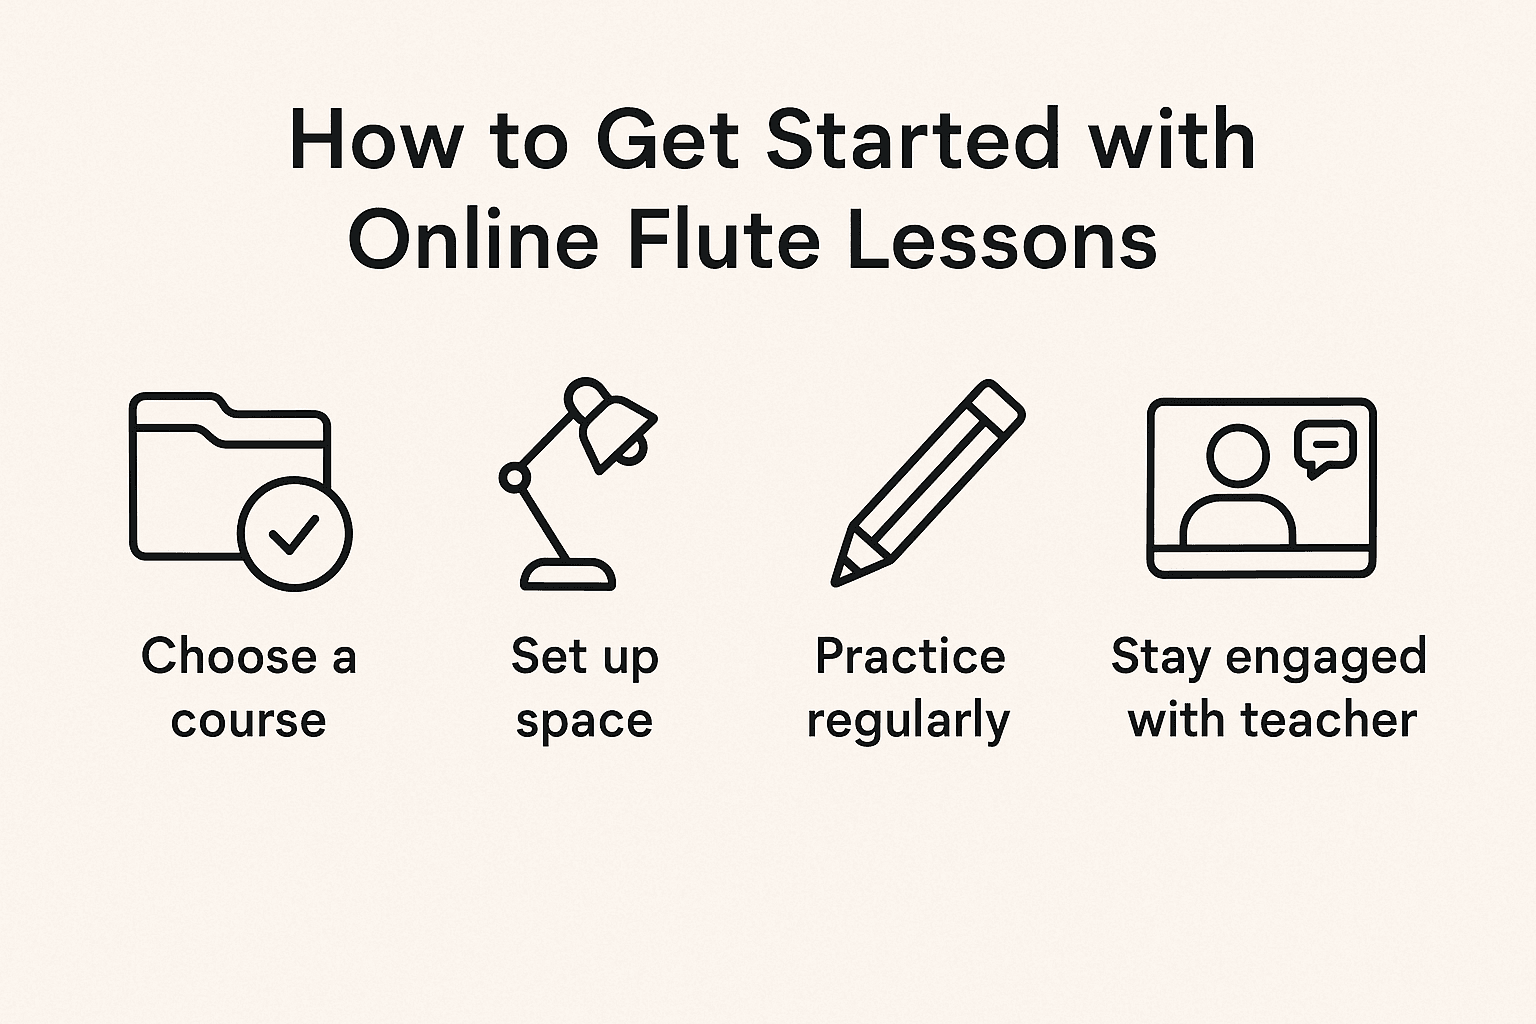 How to Get Started with
Online Flute Lessons
Choose a
course
Set up
space
Practice
regularly
Stay engaged
with teacher